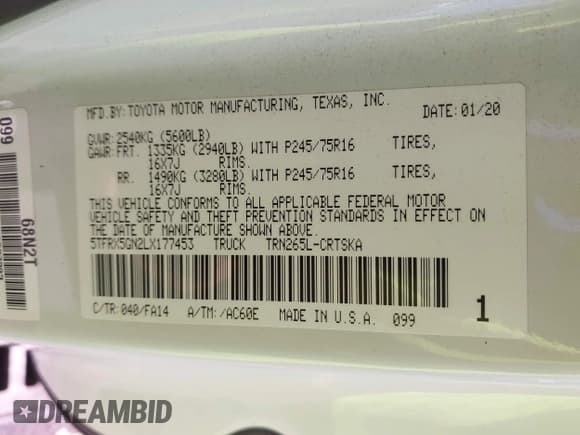 MFD.BY:TOYOTA MOTOR MANUFACTURING, TEXAS, INC. DATE:01/20
GVWR:2540KG (5600LB)
GAWR:FRT. 1335KG (2940LB) WITH P245/75R16 TIRES,
16X7J RIMS.
RR. 1490KG (3280LB) WITH P245/75R16 TIRES,
16X7J RIMS.
THIS VEHICLE CONFORMS TO ALL APPLICABLE FEDERAL MOTOR
VEHICLE SAFETY AND THEFT PREVENTION STANDARDS IN EFFECT ON
THE DATE OF MANUFACTURE SHOWN ABOVE.
5TFRX5GN2LX177453 TRUCK TRN265L-CRTSKA
C/TR:040/FA14 A/TM:/AC60E MADE IN U.S.A. 099 1
099
68N2T
DREAMBID